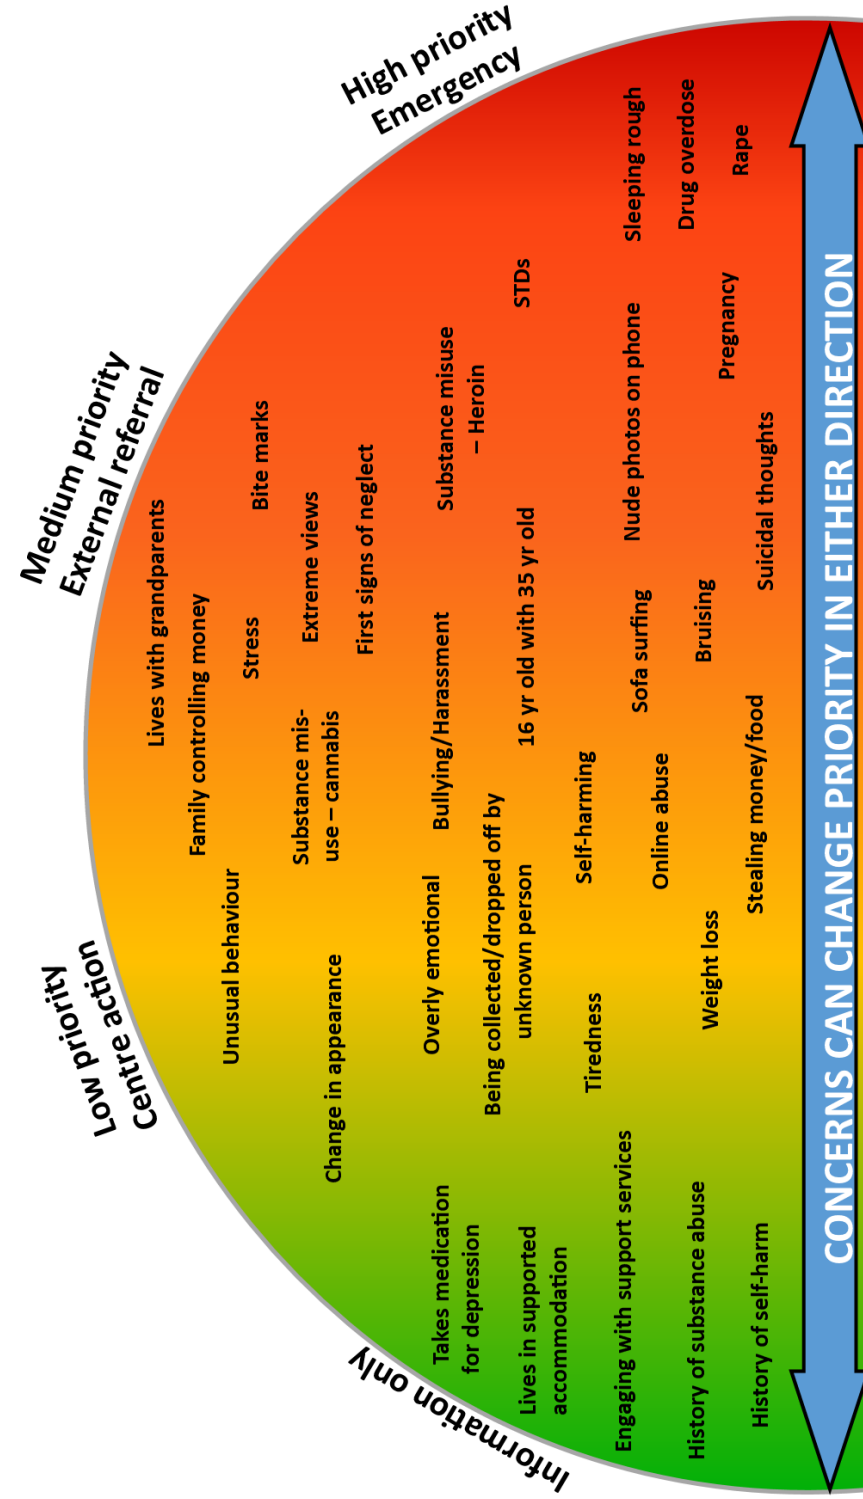 Information only
Low priority
Centre action
Medium priority
External referral
High priority
Emergency
Lives with grandparents
Family controlling money
Unusual behaviour
Stress
Bite marks
Substance mis-
use – cannabis
Extreme views
Change in appearance
First signs of neglect
Takes medication
for depression
Overly emotional
Bullying/Harassment
Substance misuse
– Heroin
Being collected/dropped off by
unknown person
Lives in supported
accommodation
16 yr old with 35 yr old
STDs
Tiredness
Self-harming
Engaging with support services
Sofa surfing
Nude photos on phone
Sleeping rough
Online abuse
Drug overdose
History of substance abuse
Weight loss
Bruising
Pregnancy
Rape
History of self-harm
Stealing money/food
Suicidal thoughts
CONCERNS CAN CHANGE PRIORITY IN EITHER DIRECTION